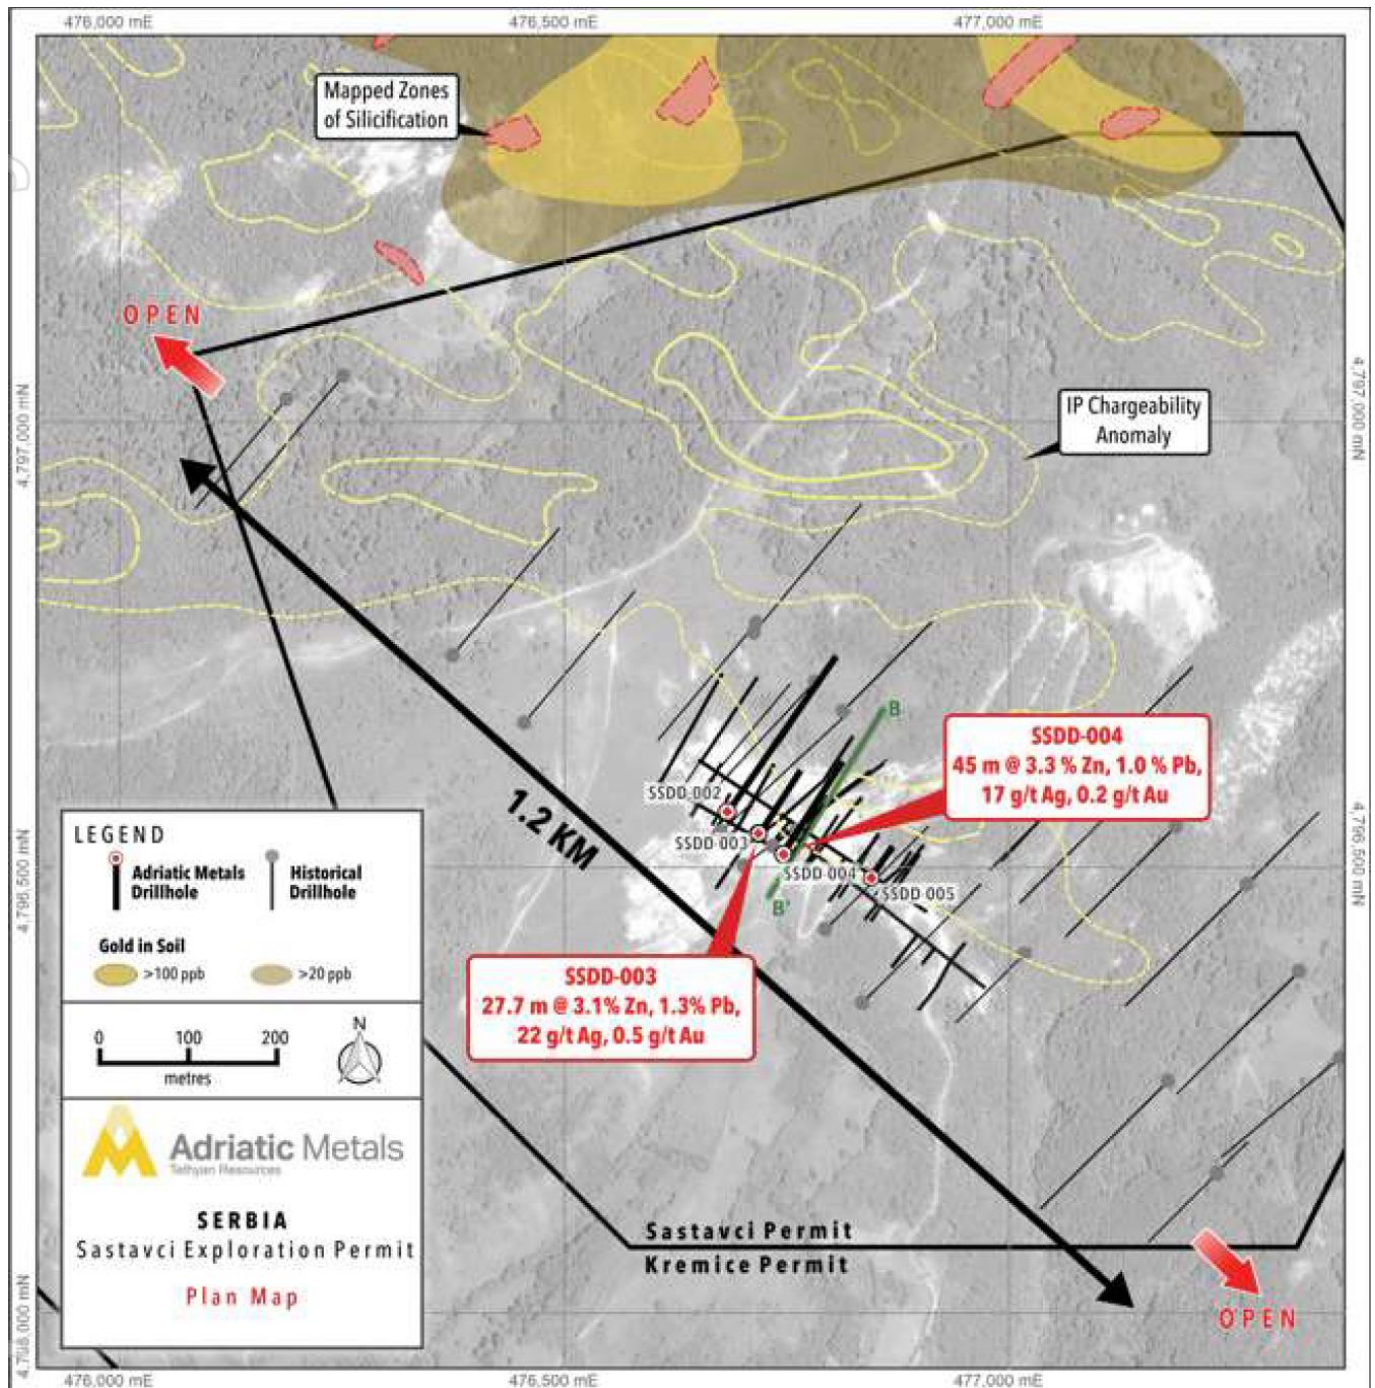 476,000 mE
476,500 mE
477,000 mE
Mapped Zones
of Silicification
OPEN
4,797,000 mN
4,797,000 mN
IP Chargeability
Anomaly
B
SSDD-004
45 m @ 3.3 % Zn, 1.0 % Pb,
17 g/t Ag, 0.2 g/t Au
SSDD 002
1.2 KM
SSDD 003
SSDD 004
SSDD 005
B'
4,796,500 mN
4,796,500 mN
SSDD-003
27.7 m @ 3.1% Zn, 1.3% Pb,
22 g/t Ag, 0.5 g/t Au
LEGEND
Adriatic Metals
Drillhole
Historical
Drillhole
Gold in Soil
>100 ppb
>20 ppb
0 100 200
metres
N
Adriatic Metals
Tethyan Resources
SERBIA
Sastavci Exploration Permit
Plan Map
Sastavci Permit
Kremice Permit
OPEN
476,000 mE
476,500 mE
477,000 mE